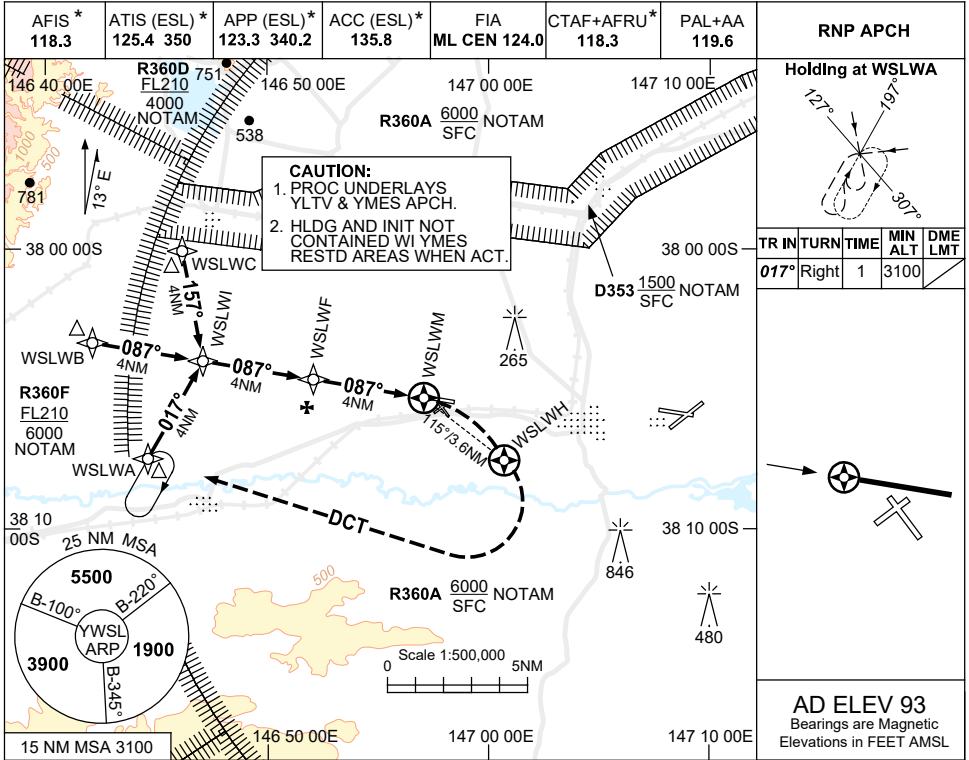 AFIS * ATIS (ESL) * APP (ESL) * ACC (ESL) * FIA CTAF+AFRU * PAL+AA
118.3 125.4 350 123.3 340.2 135.8 ML CEN 124.0 118.3 119.6
RNP APCH
146 40 00E
R360D
FL210
4000
NOTAM
751
146 50 00E
147 00 00E
147 10 00E
538
R360A 6000 NOTAM
SFC
1000
500
781
13° E
CAUTION:
1. PROC UNDERLAYS
YLTV & YMES APCH.
2. HLDG AND INIT NOT
CONTAINED WI YMES
RESTD AREAS WHEN ACT.
38 00 00S
38 00 00S
WSLWC
157°
4NM
D353 1500 NOTAM
SFC
WSLWI
WSLWF
WSLWM
265
WSLWB
087°
4NM
087°
4NM
087°
4NM
R360F
FL210
6000
NOTAM
017°
4NM
WSLWA
115°/3.6NM
WSLWH
DCT
38 10
00S
38 10 00S
846
480
25 NM MSA
5500
B-100°
B-220°
YWSL
ARP
3900
1900
B-345°
500
R360A 6000 NOTAM
SFC
Scale 1:500,000
0 5NM
15 NM MSA 3100
146 50 00E
147 00 00E
147 10 00E
Holding at WSLWA
127°
197°
307°
TR IN TURN TIME MIN ALT DME LMT
017° Right 1 3100
AD ELEV 93
Bearings are Magnetic
Elevations in FEET AMSL